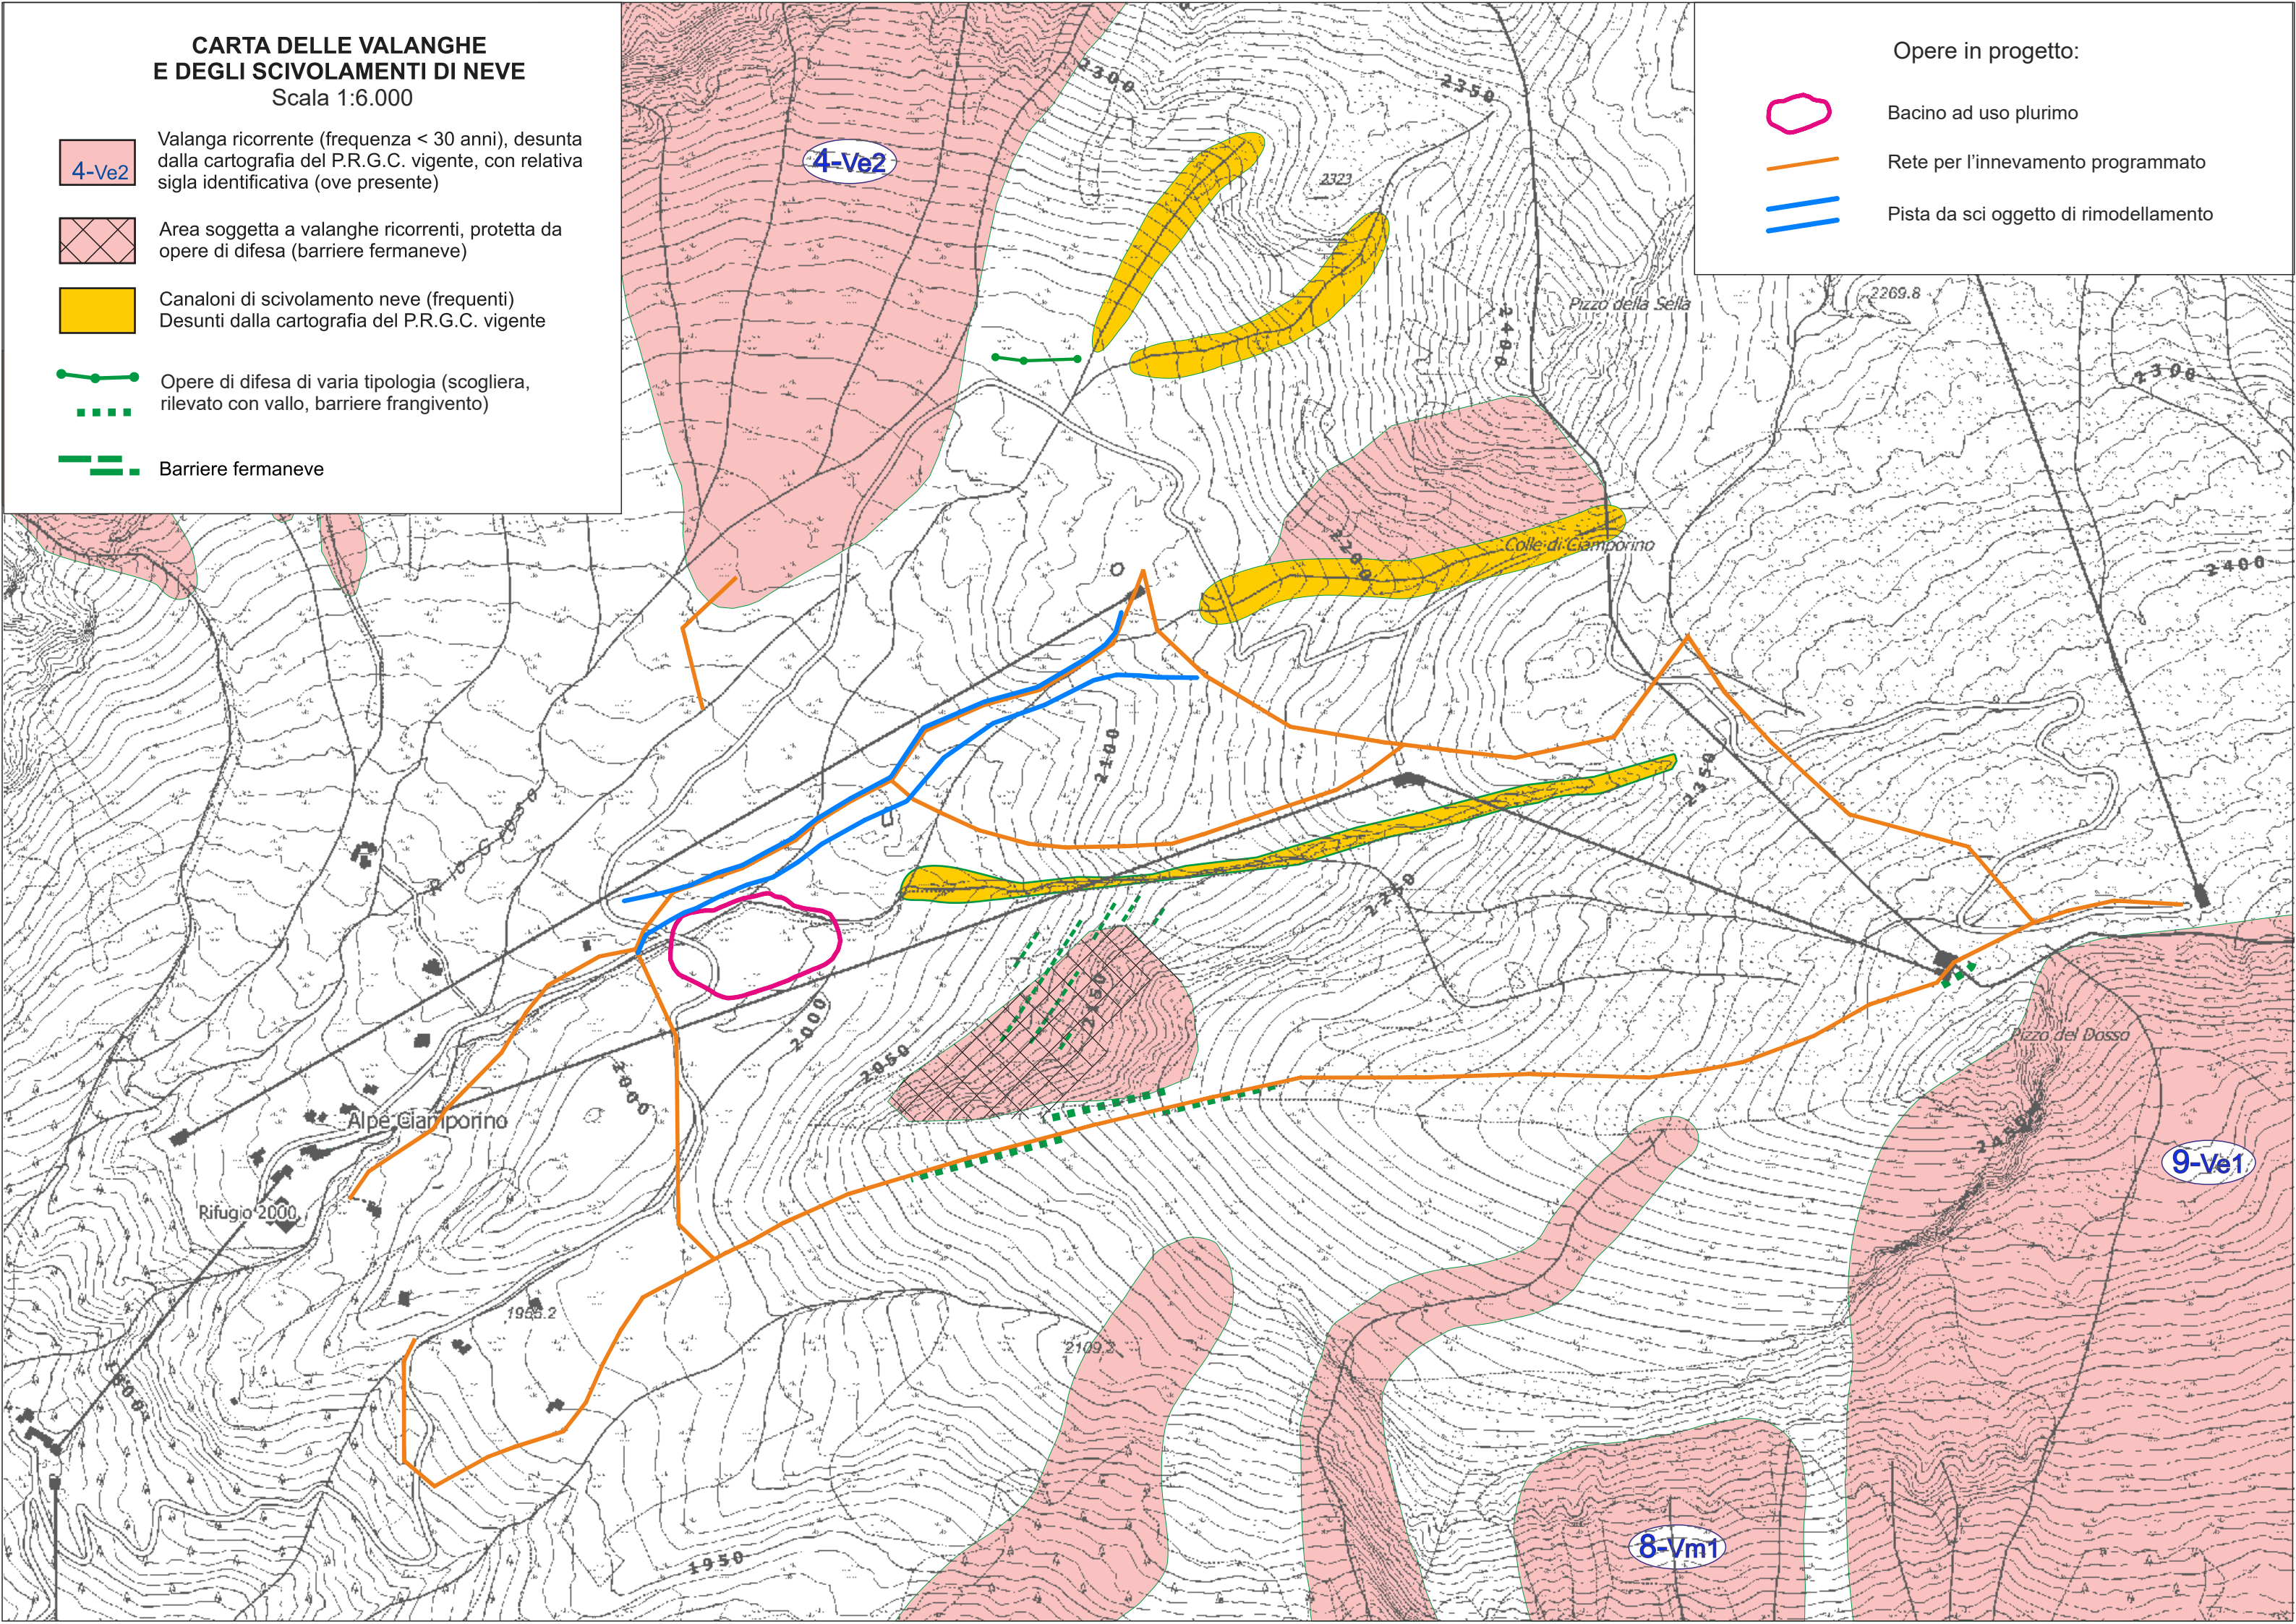 CARTA DELLE VALANGHE
E DEGLI SCIVOLAMENTI DI NEVE
Scala 1:6.000
4-Ve2
Valanga ricorrente (frequenza < 30 anni), desunta
dalla cartografia del P.R.G.C. vigente, con relativa
sigla identificativa (ove presente)
Area soggetta a valanghe ricorrenti, protetta da
opere di difesa (barriere fermaneve)
Canaloni di scivolamento neve (frequenti)
Desunti dalla cartografia del P.R.G.C. vigente
Opere di difesa di varia tipologia (scogliera,
rilevato con vallo, barriere frangivento)
Barriere fermaneve
Opere in progetto:
Bacino ad uso plurimo
Rete per l'innevamento programmato
Pista da sci oggetto di rimodellamento
2300
2350
4-Ve2
2323
2269.8
Pizzo della Sella
2400
2300
2200
Colle di Ciamporino
2400
2100
2350
Rio Croso
2250
2150
2000
2050
2000
Pizzo del Dosso
Alpe Ciamporino
2450
9-Ve1
Rifugio 2000
2109.2
1900
8-Vm1
1950